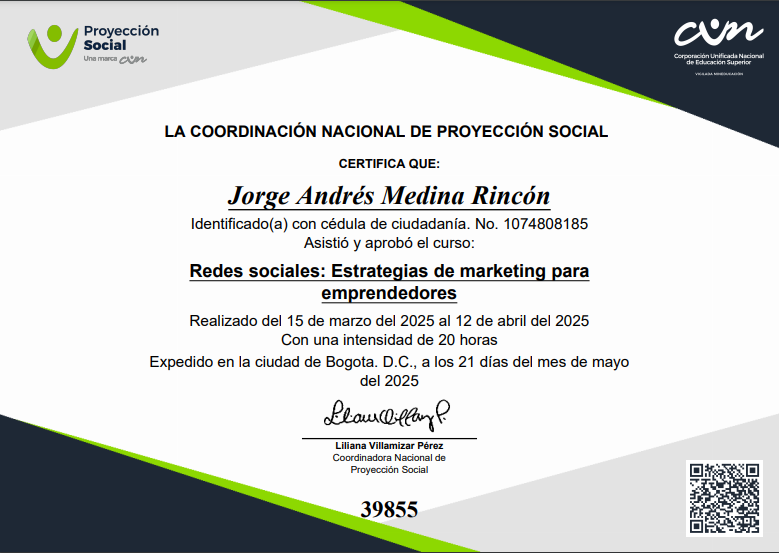 Proyección
Social
Una marca cun
cun
Corporación Unificada Nacional
de Educación Superior
VIGILADA MINEDUCACIÓN
LA COORDINACIÓN NACIONAL DE PROYECCIÓN SOCIAL
CERTIFICA QUE:
Jorge Andrés Medina Rincón
Identificado(a) con cédula de ciudadanía. No. 1074808185
Asistió y aprobó el curso:
Redes sociales: Estrategias de marketing para
emprendedores
Realizado del 15 de marzo del 2025 al 12 de abril del 2025
Con una intensidad de 20 horas
Expedido en la ciudad de Bogota. D.C., a los 21 días del mes de mayo
del 2025
Liliana Villamizar Pérez
Coordinadora Nacional de
Proyección Social
39855